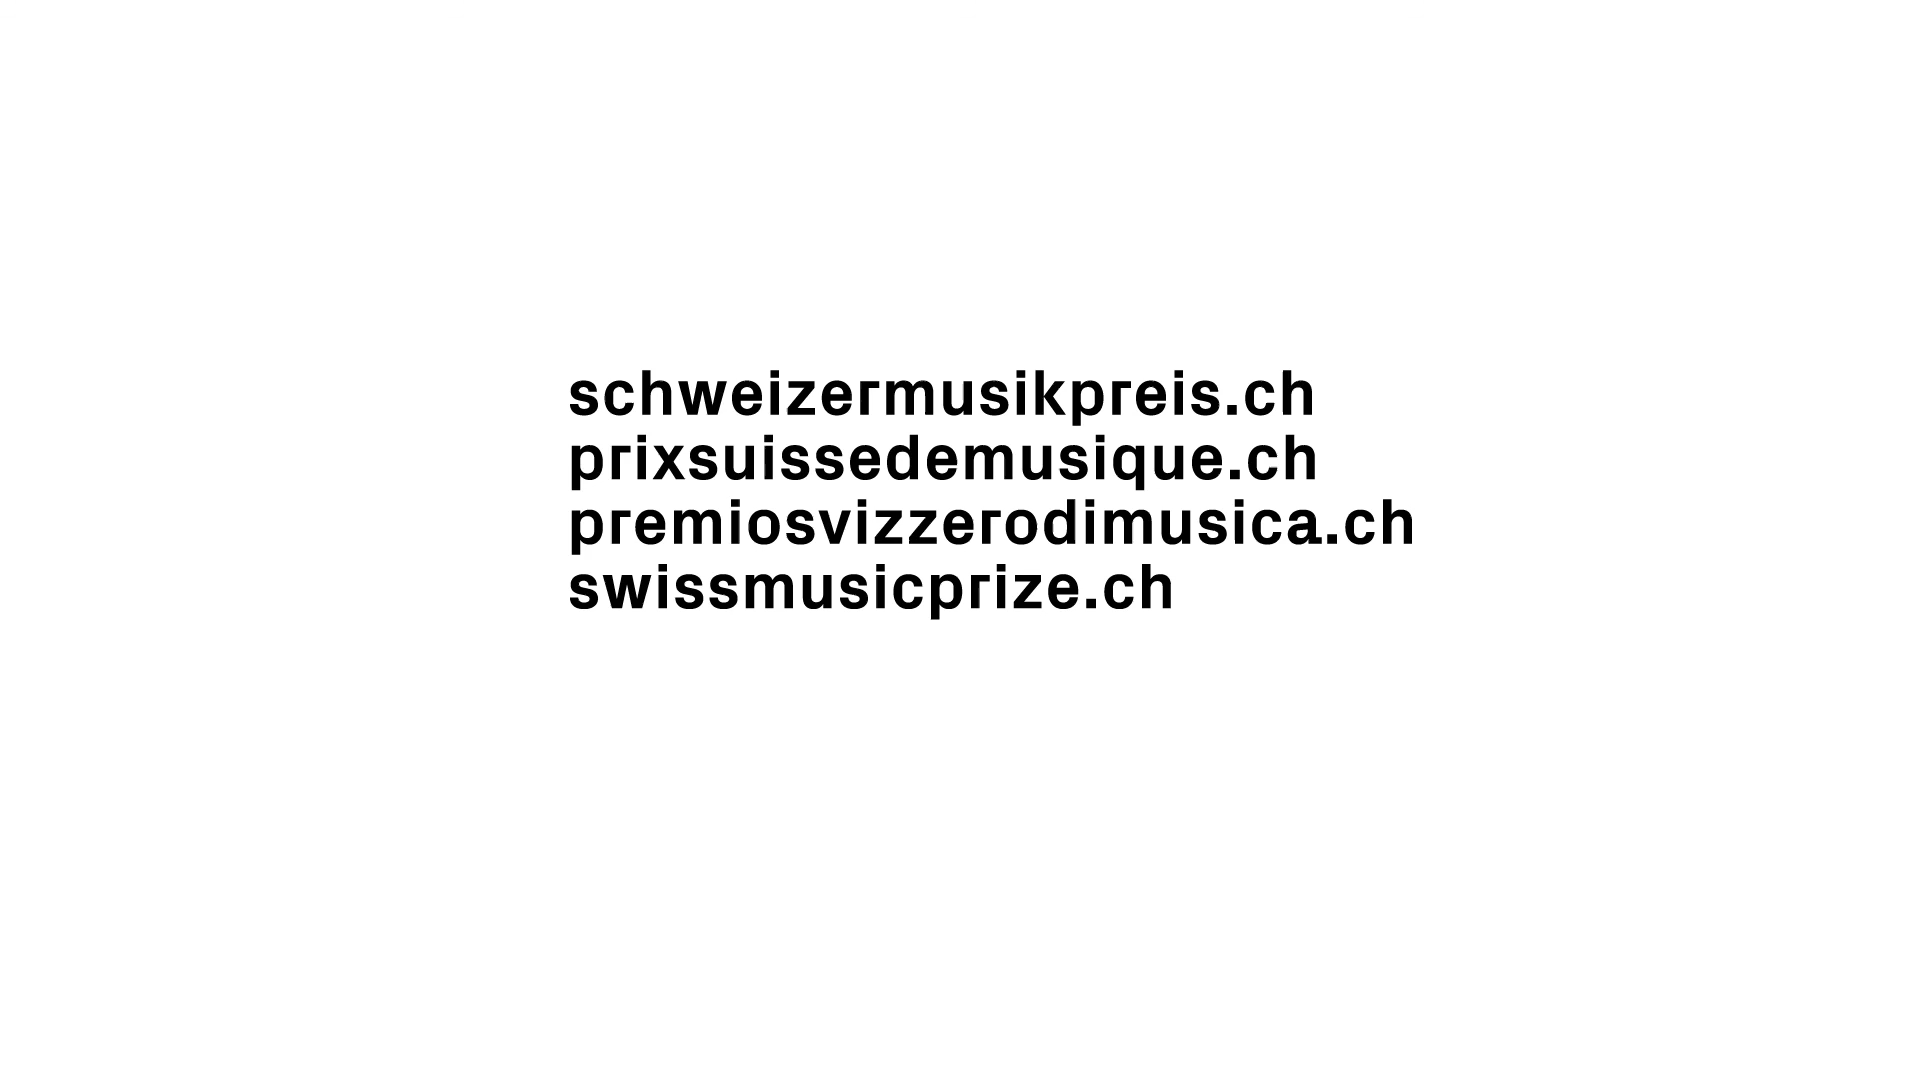 schweizermusikpreis.ch
prixsuissedemusique.ch
premiosvizzerodimusica.ch
swissmusicprize.ch